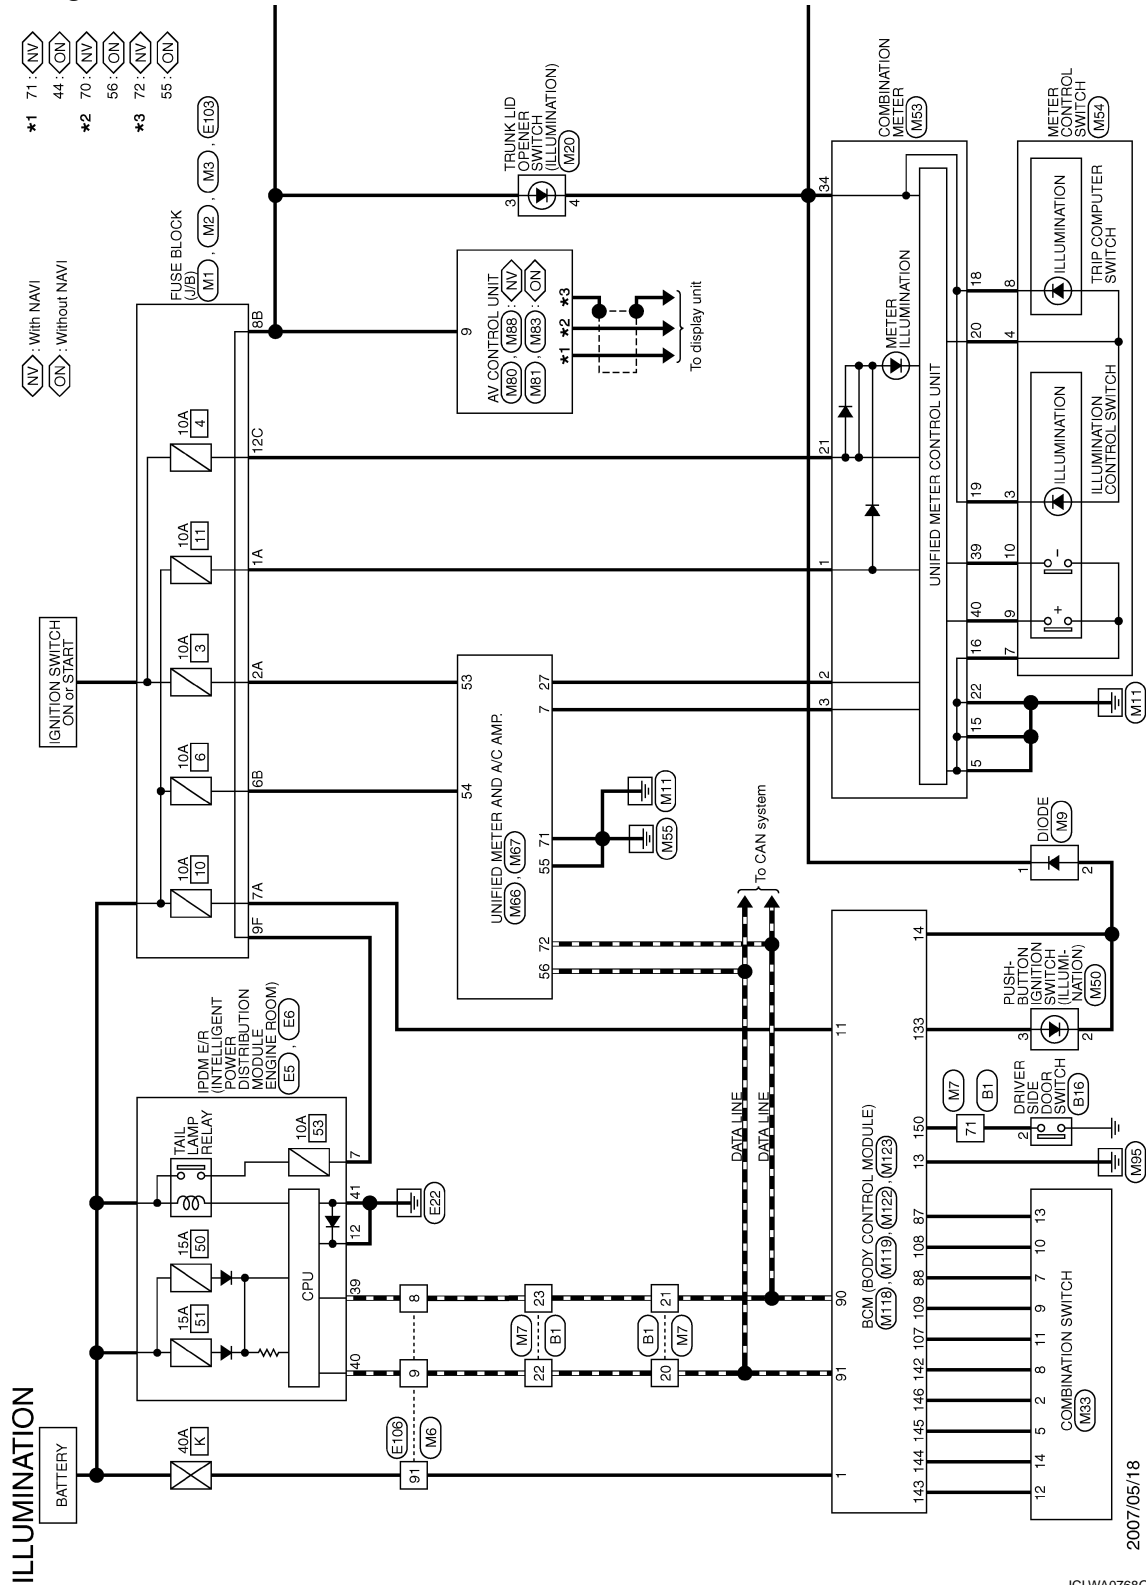 ILLUMINATION
BATTERY
IGNITION SWITCH
ON or START
NV : With NAVI
ON : Without NAVI
*1 71 : NV
44 : ON
*2 70 : NV
56 : ON
*3 72 : NV
55 : ON
FUSE BLOCK
(J/B)
M1 , M2 , M3 , E103
40A
K
15A
51
15A
50
TAIL
LAMP
RELAY
10A
53
CPU
IPDM E/R
(INTELLIGENT
POWER
DISTRIBUTION
MODULE
ENGINE ROOM)
E5 , E6
40
39
12
41
7
E22
10A
10
10A
6
10A
3
10A
11
10A
4
9F
7A
6B
2A
1A
12C
8B
91
E106
M6
9
8
22
23
M7
B1
20
21
B1
M7
DATA LINE
DATA LINE
To CAN system
UNIFIED METER AND A/C AMP.
M66 , M67
54
53
56
72
55
71
7
27
M55
M11
AV CONTROL UNIT
M80 , M88 : NV
M81 , M83 : ON
9
*1
*2
*3
To display unit
TRUNK LID
OPENER
SWITCH
(ILLUMINATION)
M20
3
4
1
91
90
11
BCM (BODY CONTROL MODULE)
M118 , M119 , M122 , M123
143
144
145
146
142
107
109
88
108
87
13
150
133
14
12
14
5
2
8
11
9
7
10
13
COMBINATION SWITCH
M33
M95
71
M7
B1
2
DRIVER
SIDE
DOOR
SWITCH
B16
3
2
PUSH-
BUTTON
IGNITION
SWITCH
(ILLUMI-
NATION)
M50
1
2
DIODE
M9
COMBINATION
METER
M53
3
2
1
21
34
METER
ILLUMINATION
UNIFIED METER CONTROL UNIT
5
15
22
16
40
39
19
20
18
M11
7
9
10
3
4
8
METER
CONTROL
SWITCH
M54
+
−
ILLUMINATION
ILLUMINATION
CONTROL SWITCH
ILLUMINATION
TRIP COMPUTER
SWITCH
2007/05/18